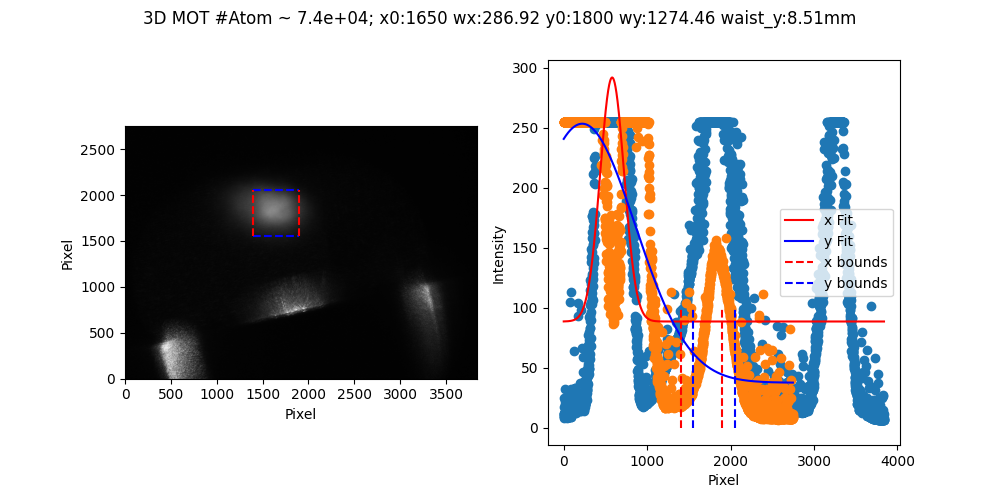 3D MOT #Atom ~ 7.4e+04; x0:1650 wx:286.92 y0:1800 wy:1274.46 waist_y:8.51mm
Pixel
2500
2000
1500
1000
500
0
0 500 1000 1500 2000 2500 3000 3500
Pixel
Intensity
300
250
200
150
100
50
0
x Fit
y Fit
x bounds
y bounds
0 1000 2000 3000 4000
Pixel